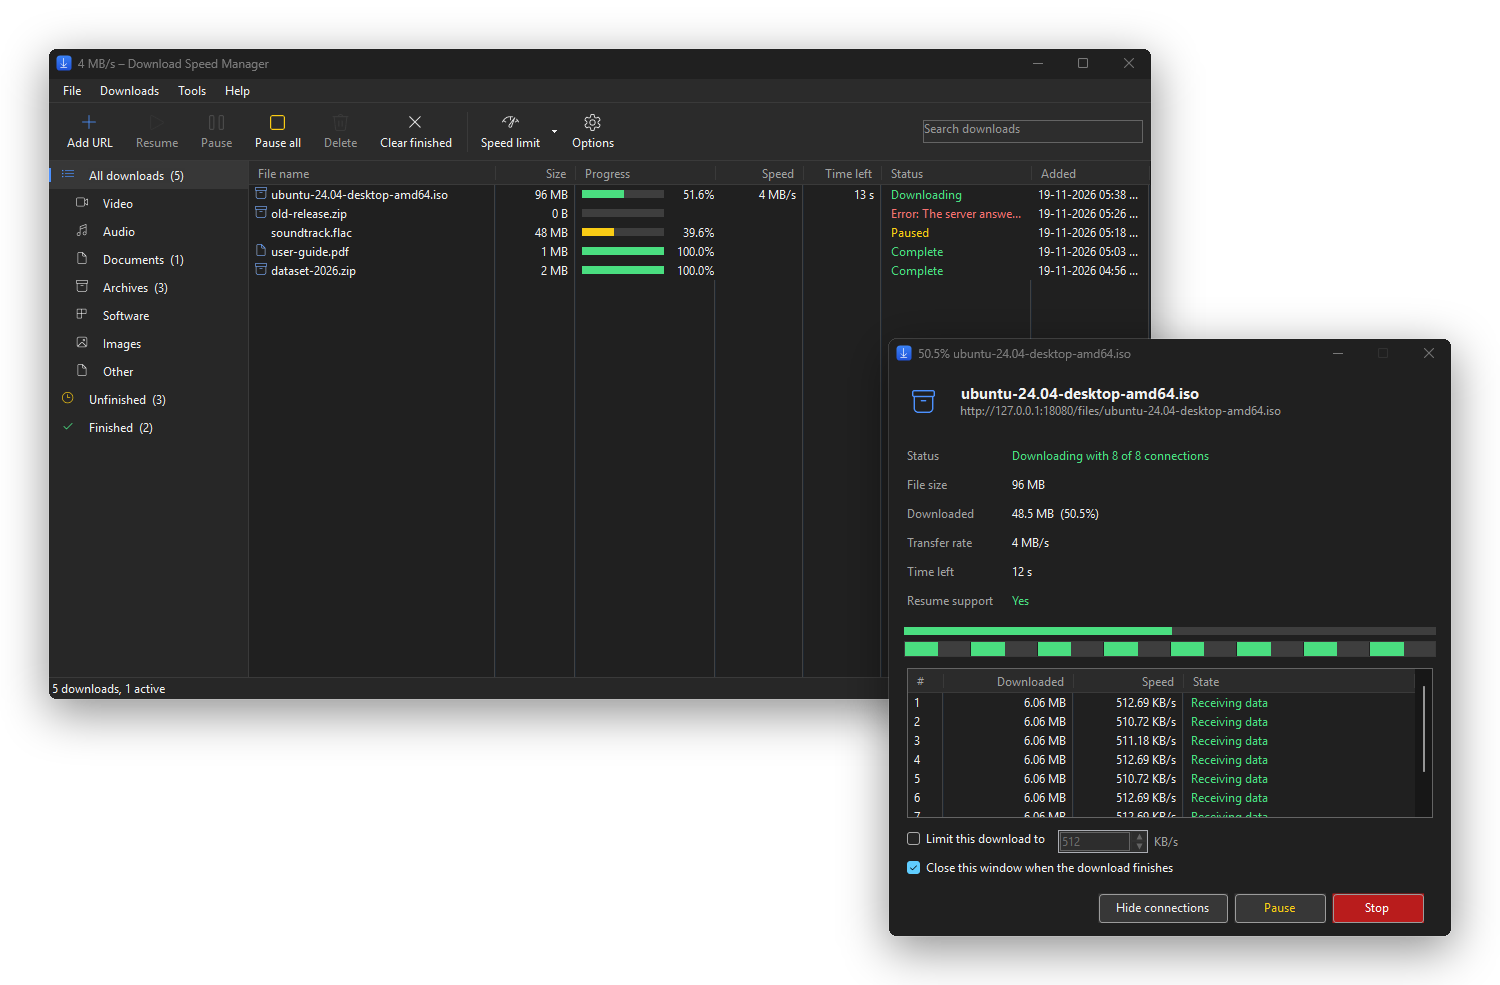 4 MB/s – Download Speed Manager
File Downloads Tools Help
Add URL Resume Pause Pause all Delete Clear finished Speed limit Options
Search downloads
All downloads (5)
Video
Audio
Documents (1)
Archives (3)
Software
Images
Other
Unfinished (3)
Finished (2)
File name Size Progress Speed Time left Status Added
ubuntu-24.04-desktop-amd64.iso 96 MB 51.6% 4 MB/s 13 s Downloading 19-11-2026 05:38 ...
old-release.zip 0 B Error: The server answe... 19-11-2026 05:26 ...
soundtrack.flac 48 MB 39.6% Paused 19-11-2026 05:18 ...
user-guide.pdf 1 MB 100.0% Complete 19-11-2026 05:03 ...
dataset-2026.zip 2 MB 100.0% Complete 19-11-2026 04:56 ...
5 downloads, 1 active
50.5% ubuntu-24.04-desktop-amd64.iso
ubuntu-24.04-desktop-amd64.iso
http://127.0.0.1:18080/files/ubuntu-24.04-desktop-amd64.iso
Status Downloading with 8 of 8 connections
File size 96 MB
Downloaded 48.5 MB (50.5%)
Transfer rate 4 MB/s
Time left 12 s
Resume support Yes
# Downloaded Speed State
1 6.06 MB 512.69 KB/s Receiving data
2 6.06 MB 510.72 KB/s Receiving data
3 6.06 MB 511.18 KB/s Receiving data
4 6.06 MB 512.69 KB/s Receiving data
5 6.06 MB 510.72 KB/s Receiving data
6 6.06 MB 512.69 KB/s Receiving data
7 6.06 MB 512.69 KB/s Receiving data
Limit this download to 512 KB/s
Close this window when the download finishes
Hide connections Pause Stop